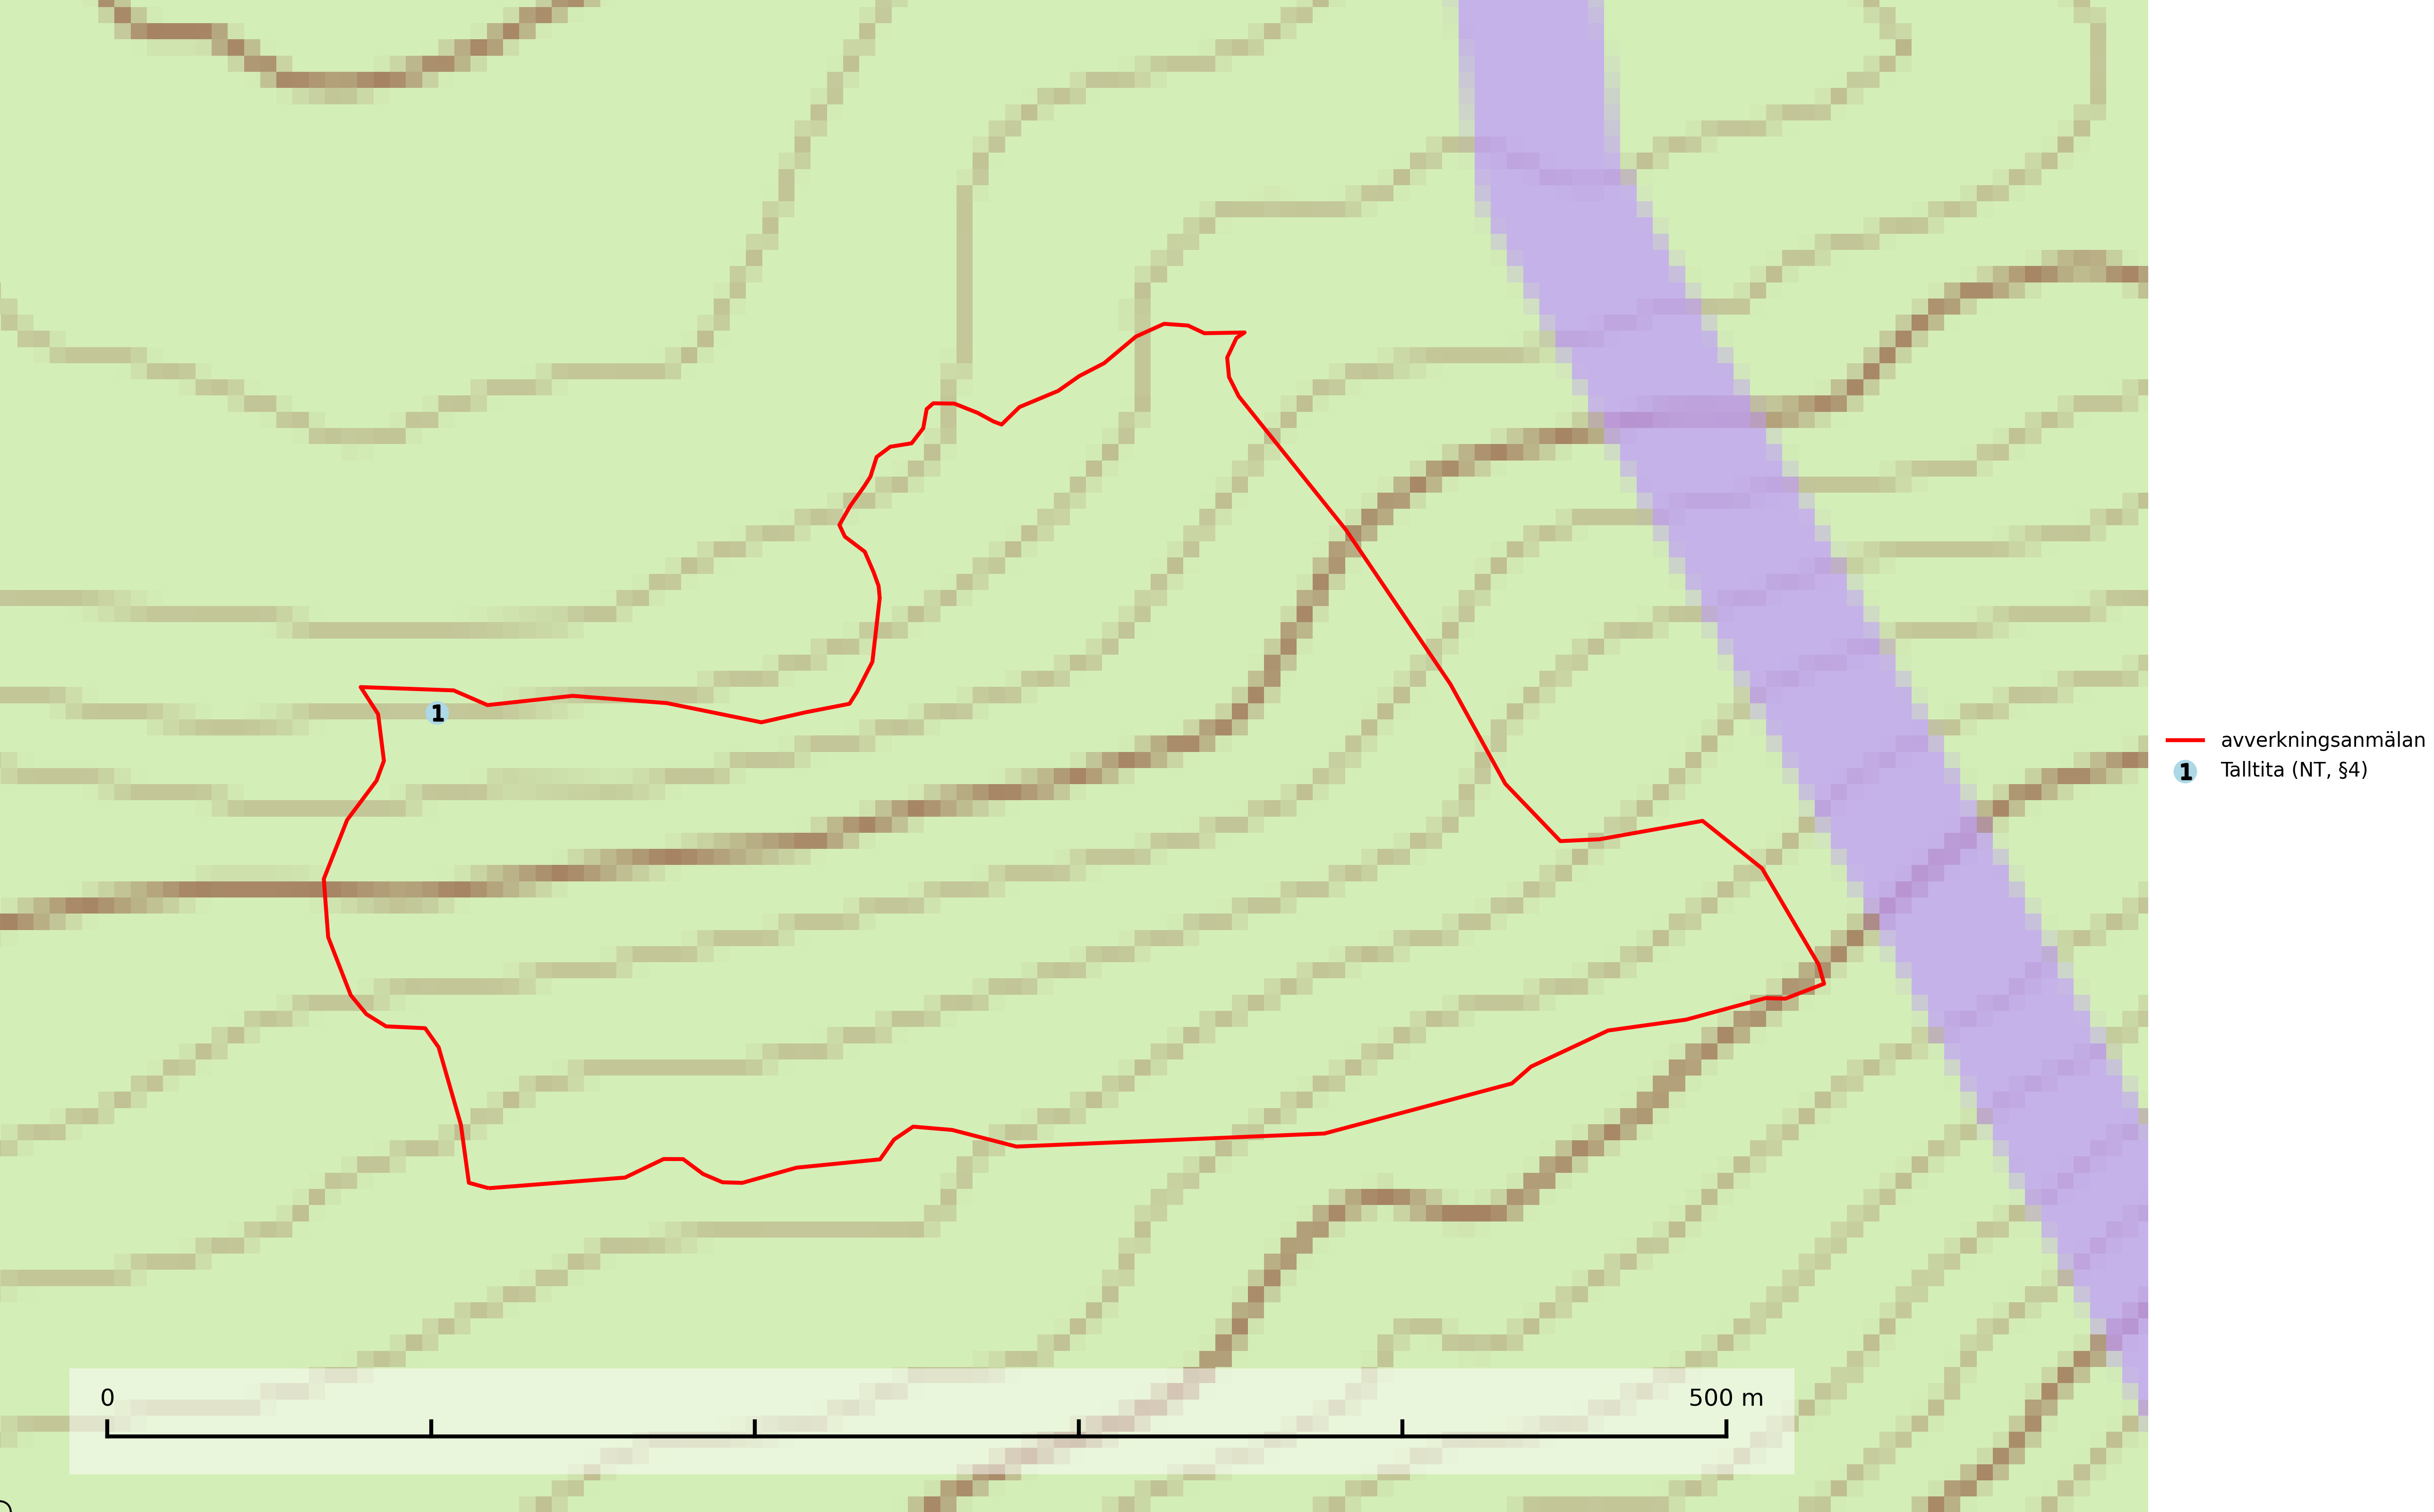 1
avverkningsanmälan
1 Talltita (NT, §4)
0 500 m